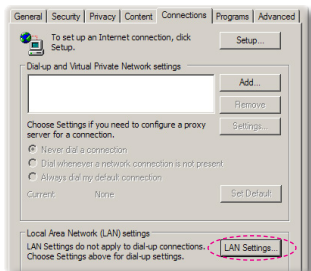 General Security Privacy Content Connections Programs Advanced
To set up an Internet connection, click
Setup.
Setup...
Dial-up and Virtual Private Network settings
Add...
Remove
Choose Settings if you need to configure a proxy
server for a connection.
Settings...
Never dial a connection
Dial whenever a network connection is not present
Always dial my default connection
Current None
Set Default
Local Area Network (LAN) settings
LAN Settings do not apply to dial-up connections.
Choose Settings above for dial-up settings.
LAN Settings...